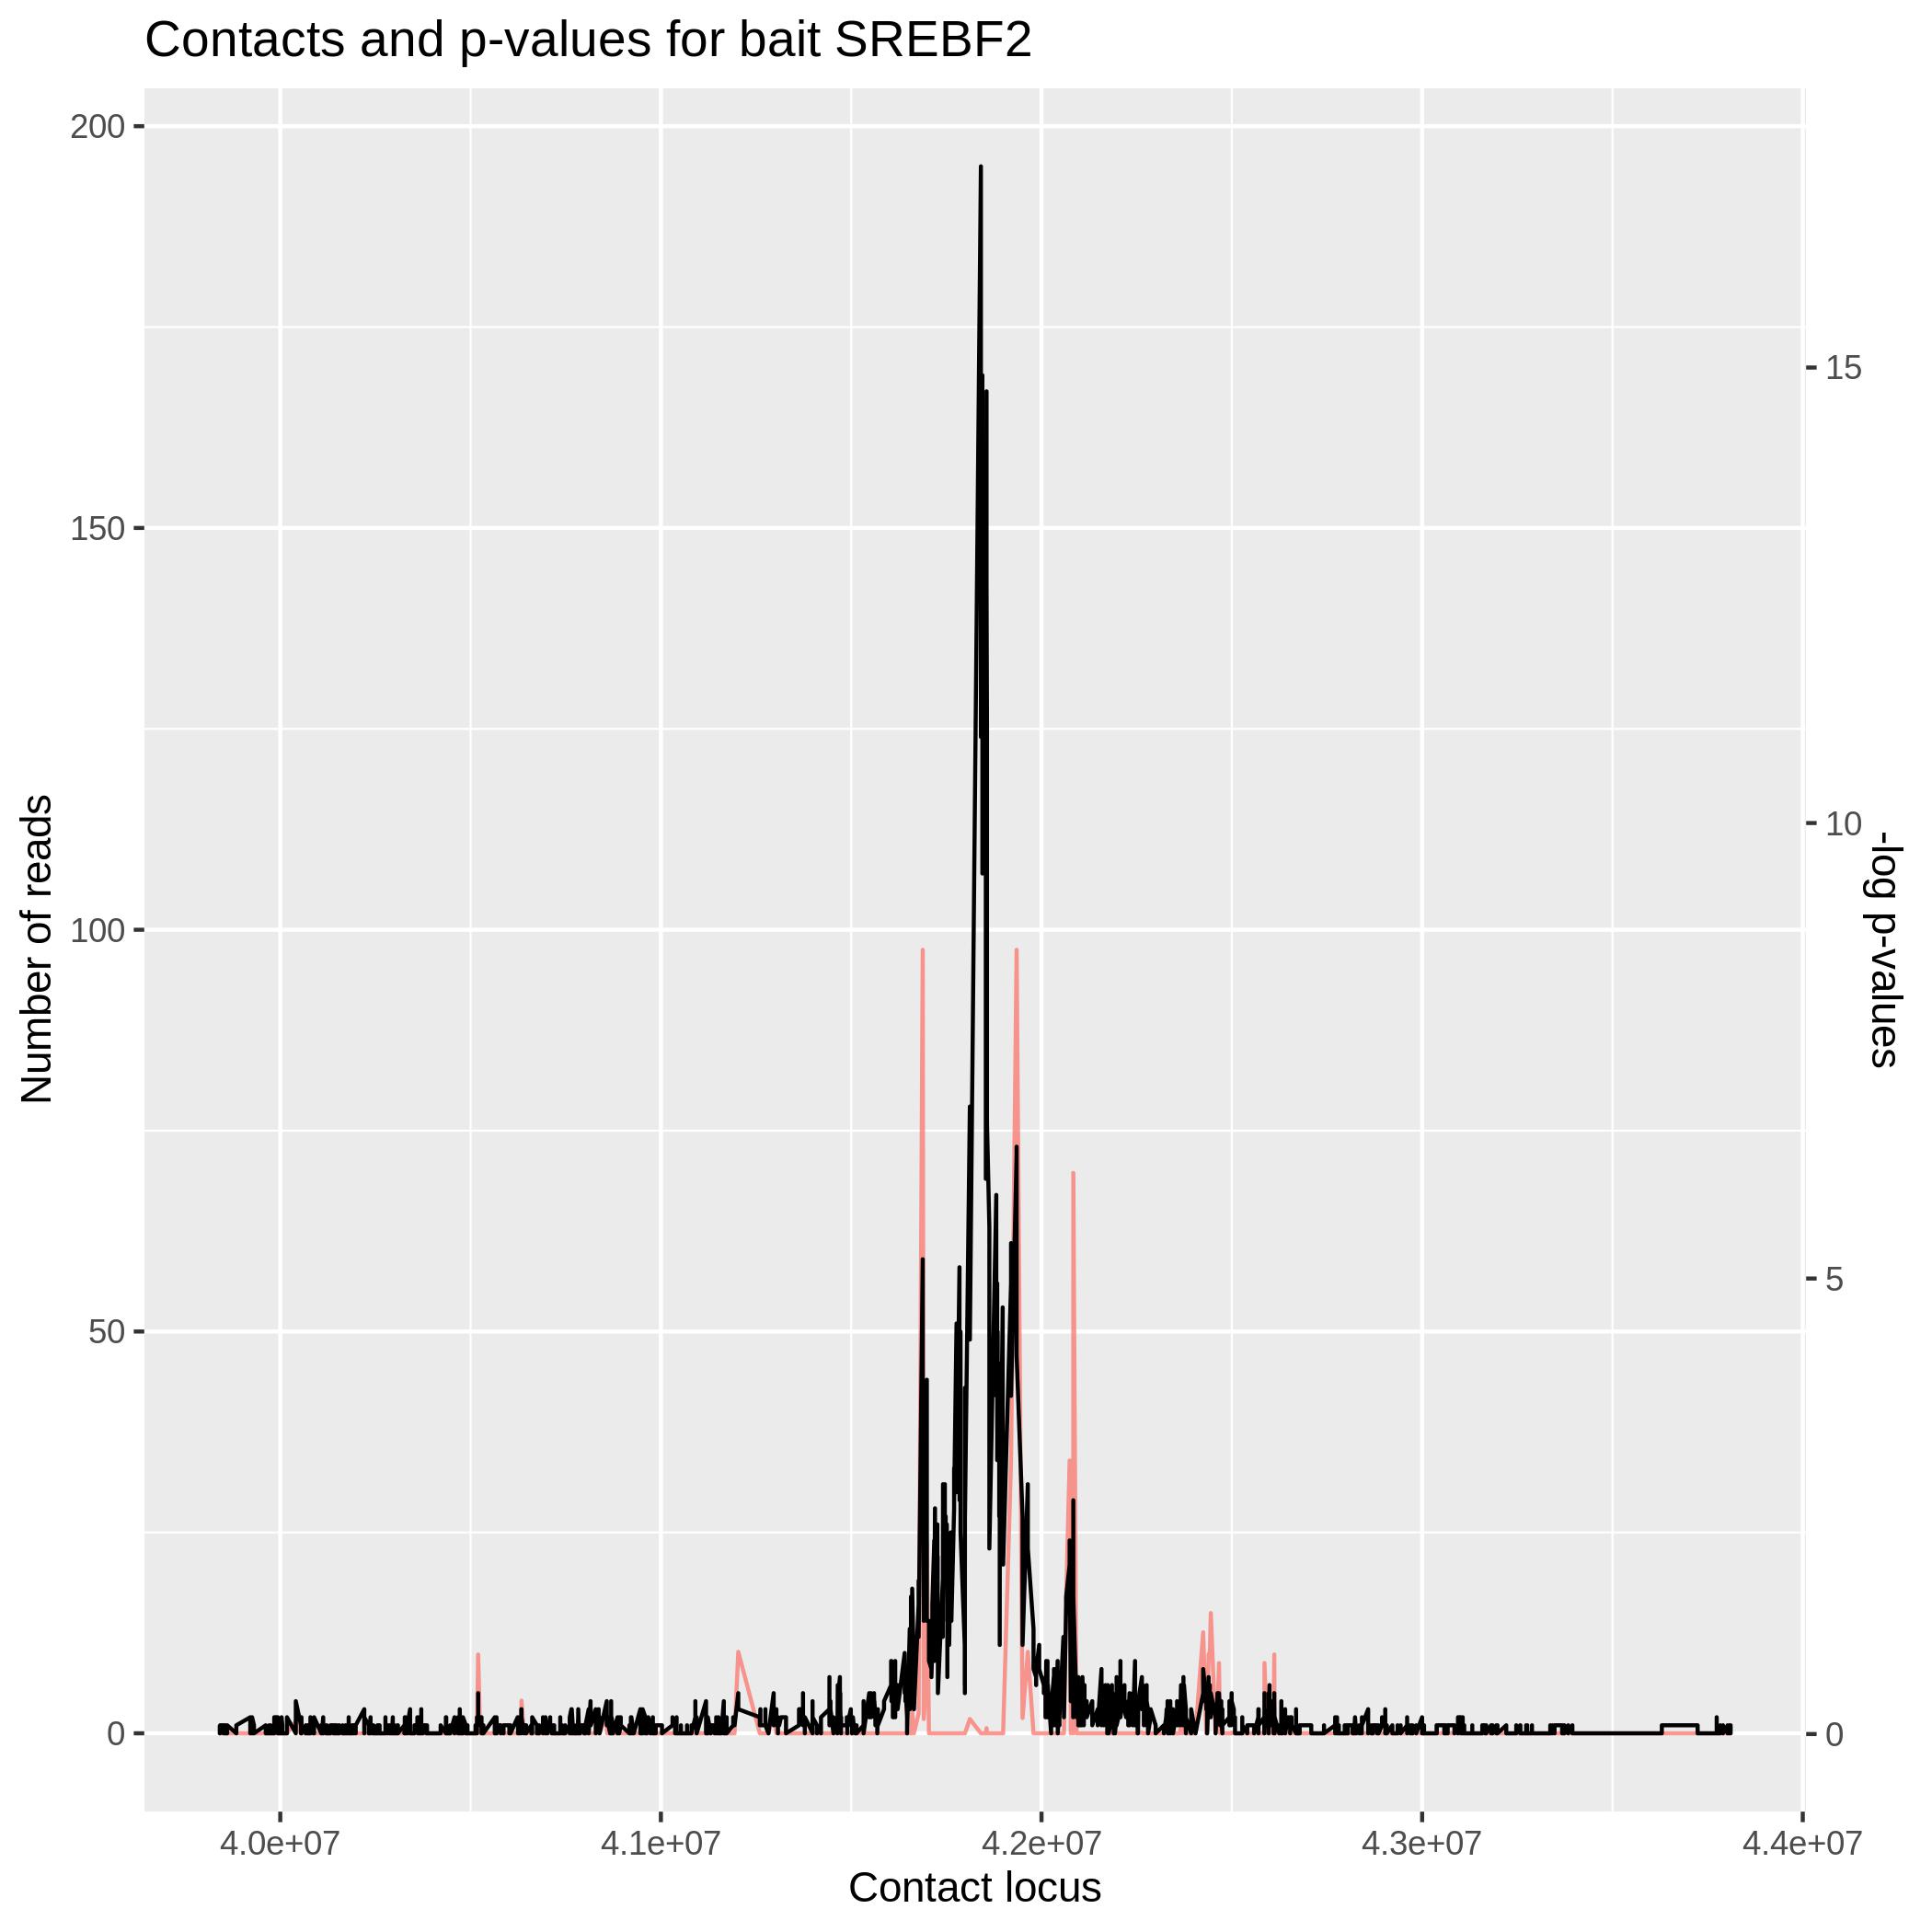 Contacts and p-values for bait SREBF2
200
150
100
50
0
Number of reads
15
10
5
0
-log p-values
4.0e+07
4.1e+07
4.2e+07
4.3e+07
4.4e+07
Contact locus